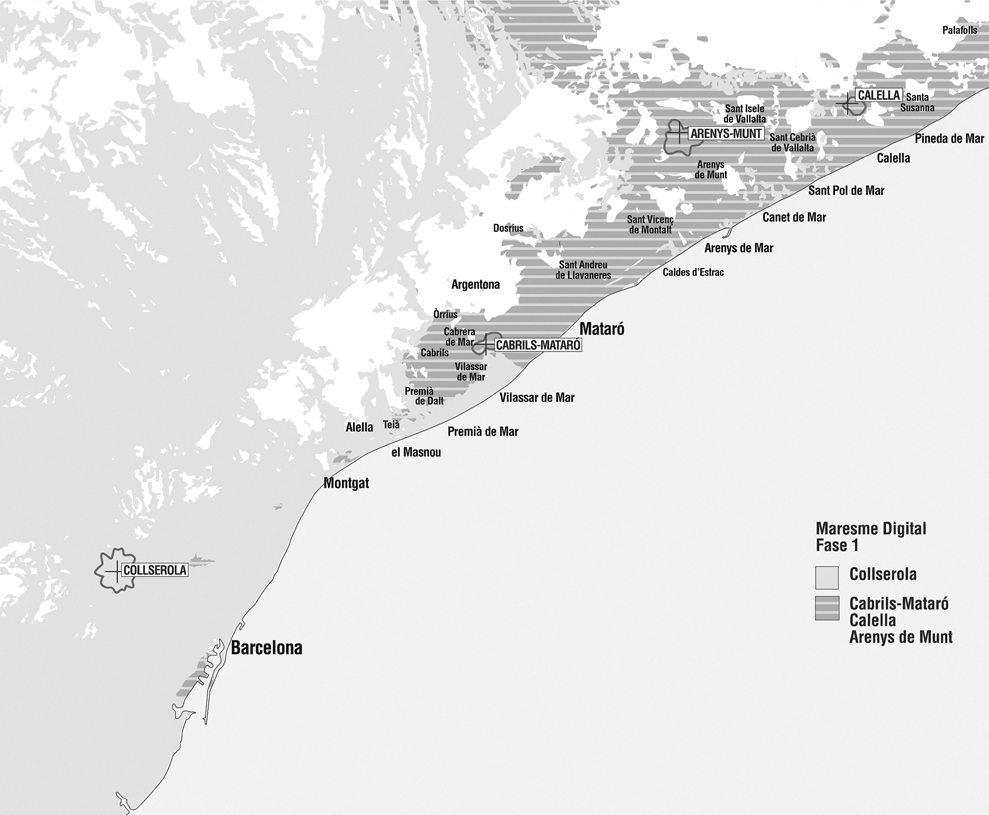 Palafolls
CALELLA
Santa
Susanna
Sant Isele
de Vallalta
ARENYS-MUNT
Sant Cebrià
de Vallalta
Pineda de Mar
Calella
Arenys
de Munt
Sant Pol de Mar
Canet de Mar
Sant Vicenç
de Montalt
Dosrius
Arenys de Mar
Sant Andreu
de Llavaneres
Caldes d'Estrac
Argentona
Òrrius
Mataró
Cabrera
de Mar
CABRILS-MATARÓ
Cabrils
Vilassar
de Mar
Premià
de Dalt
Vilassar de Mar
Alella
Teià
Premià de Mar
el Masnou
Montgat
COLLSEROLA
Barcelona
Maresme Digital
Fase 1
Collserola
Cabrils-Mataró
Calella
Arenys de Munt